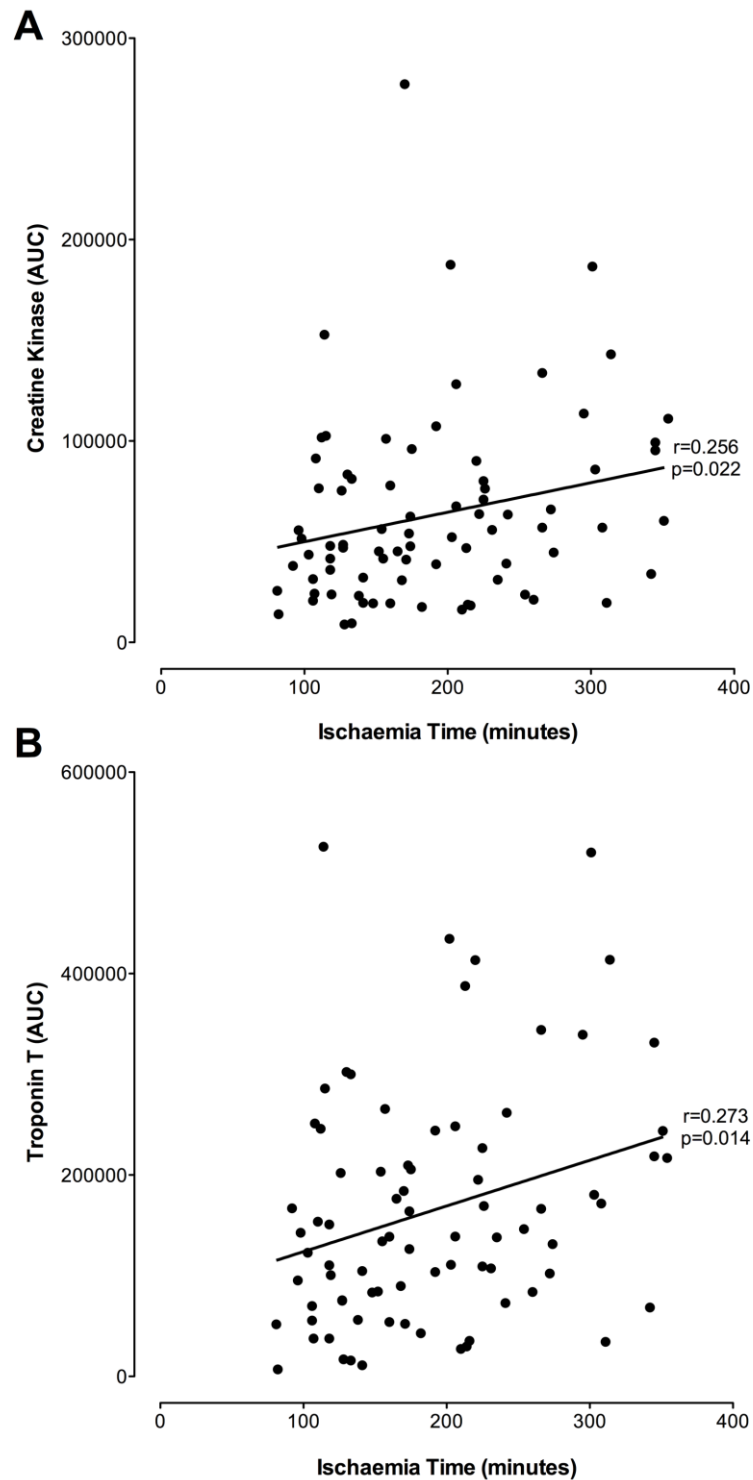 A
300000
200000
100000
0
Creatine Kinase (AUC)
r=0.256
p=0.022
0 100 200 300 400
Ischaemia Time (minutes)
B
600000
400000
200000
0
Troponin T (AUC)
r=0.273
p=0.014
0 100 200 300 400
Ischaemia Time (minutes)